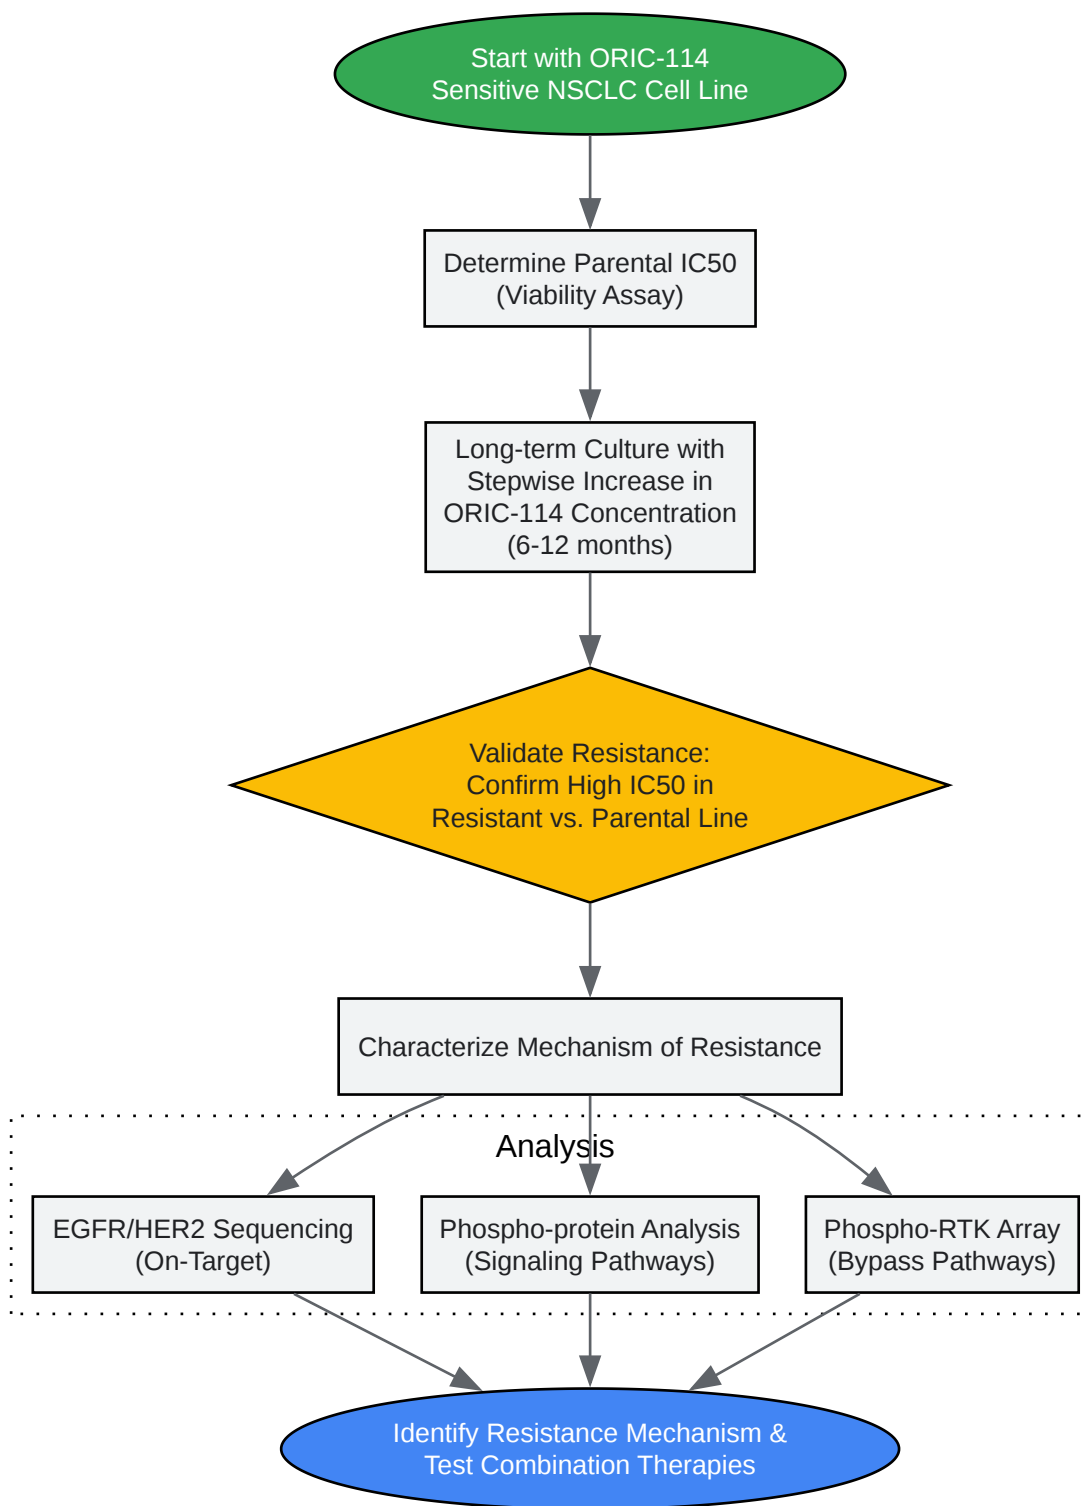 Start with ORIC-114
Sensitive NSCLC Cell Line
Determine Parental IC50
(Viability Assay)
Long-term Culture with
Stepwise Increase in
ORIC-114 Concentration
(6-12 months)
Validate Resistance:
Confirm High IC50 in
Resistant vs. Parental Line
Characterize Mechanism of Resistance
Analysis
EGFR/HER2 Sequencing
(On-Target)
Phospho-protein Analysis
(Signaling Pathways)
Phospho-RTK Array
(Bypass Pathways)
Identify Resistance Mechanism &
Test Combination Therapies